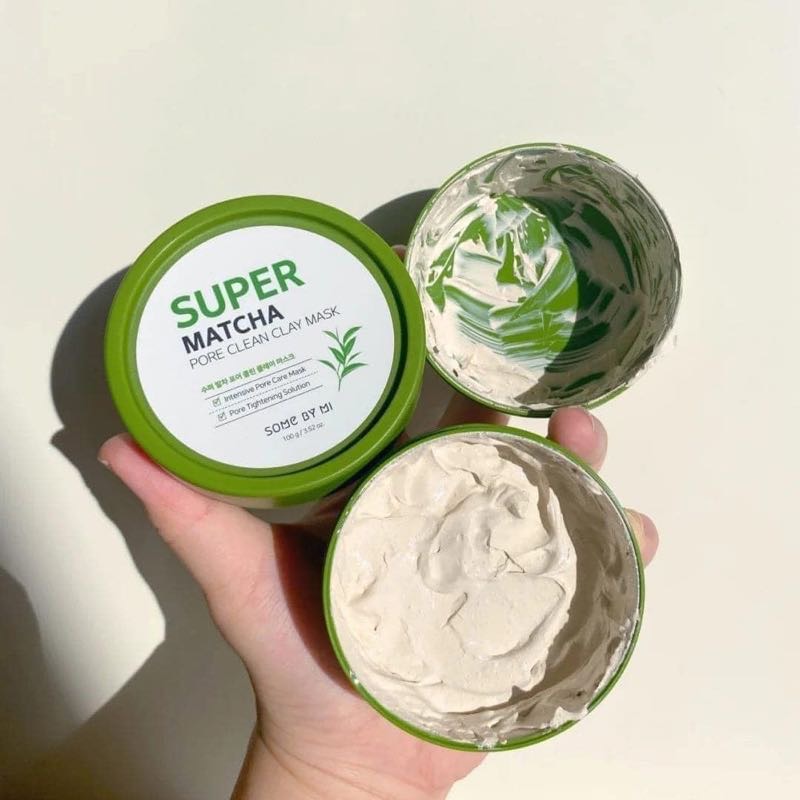 SUPER
MATCHA
PORE CLEAN CLAY MASK
수퍼 말차 포어 클린 클레이 마스크
Intensive Pore Care Mask
Pore Tightening Solution
SOME BY MI
100 g / 3.52 oz.